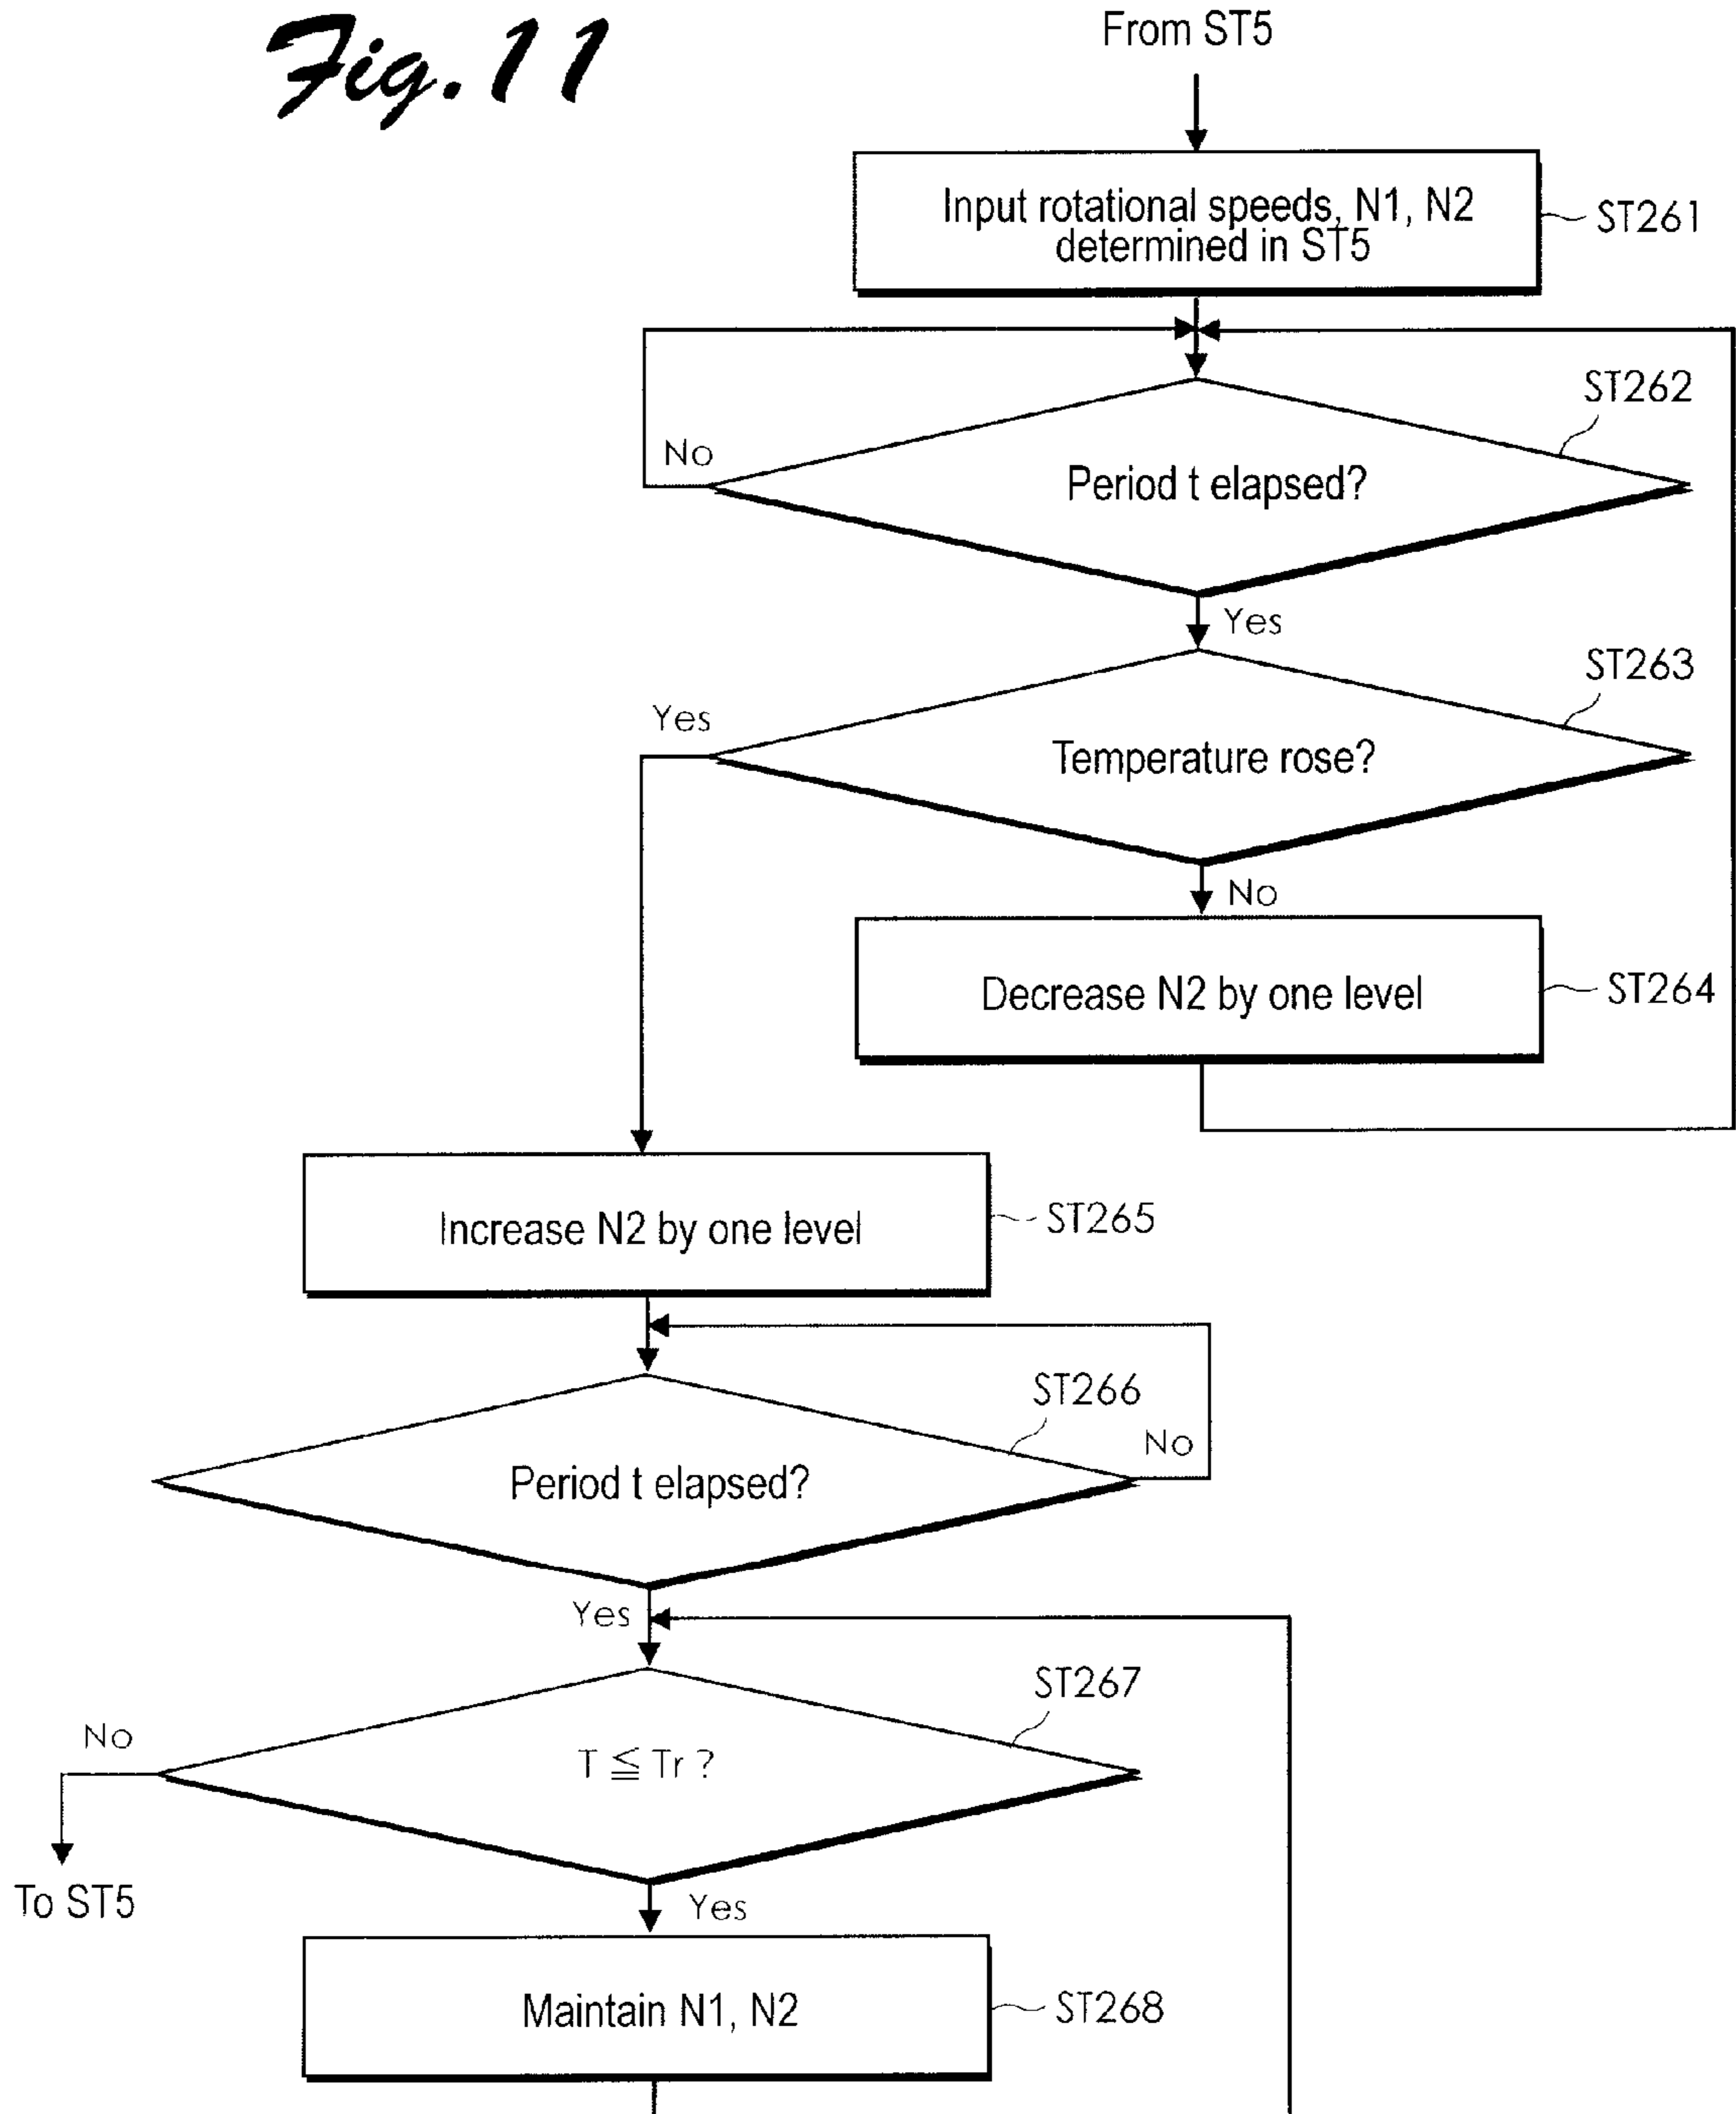 Fig. 11
From ST5
Input rotational speeds, N1, N2
determined in ST5
ST261
ST262
No
Period t elapsed?
Yes
ST263
Yes
Temperature rose?
No
Decrease N2 by one level
ST264
Increase N2 by one level
ST265
ST266
No
Period t elapsed?
Yes
ST267
No
T ≦ Tr ?
To ST5
Yes
Maintain N1, N2
ST268